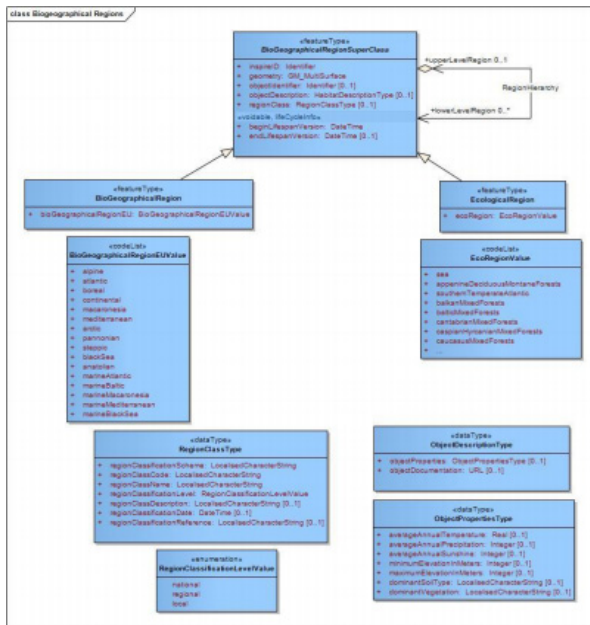 class Biogeographical Regions
«featureType»
BioGeographicalRegionSuperClass
+ inspireID: Identifier
+ geometry: GM_MultiSurface
+ objectIdentifier: Identifier [0..1]
+ objectDescription: HabitatDescriptionType [0..1]
+ regionClass: RegionClassType [0..1]
«voidable, lifeCycleInfo»
+ beginLifespanVersion: DateTime
+ endLifespanVersion: DateTime [0..1]
+upperLevelRegion 0..1
RegionHierarchy
+lowerLevelRegion 0..*
«featureType»
BioGeographicalRegion
+ bioGeographicalRegionEU: BioGeographicalRegionEUValue
«featureType»
EcologicalRegion
+ ecoRegion: EcoRegionValue
«codeList»
BioGeographicalRegionEUValue
+ alpine
+ atlantic
+ boreal
+ continental
+ macaronesia
+ mediterranean
+ arctic
+ pannonian
+ steppic
+ blackSea
+ anatolian
+ marineAtlantic
+ marineBaltic
+ marineMacaronesia
+ marineMediterranean
+ marineBlackSea
«codeList»
EcoRegionValue
+ sea
+ appenineDeciduousMontaneForests
+ southernTemperateAtlantic
+ balkanMixedForests
+ balticMixedForests
+ cantabrianMixedForests
+ caspianHyrcanianMixedForests
+ caucasusMixedForests
+ ...
«dataType»
RegionClassType
+ regionClassificationScheme: LocalisedCharacterString
+ regionClassCode: LocalisedCharacterString
+ regionClassName: LocalisedCharacterString
+ regionClassificationLevel: RegionClassificationLevelValue
+ regionClassDescription: LocalisedCharacterString [0..1]
+ regionClassificationDate: DateTime [0..1]
+ regionClassificationReference: LocalisedCharacterString [0..1]
«dataType»
ObjectDescriptionType
+ objectProperties: ObjectPropertiesType [0..1]
+ objectDocumentation: URL [0..1]
«dataType»
ObjectPropertiesType
+ averageAnnualTemperature: Real [0..1]
+ averageAnnualPrecipitation: Integer [0..1]
+ averageAnnualSunshine: Integer [0..1]
+ minimumElevationInMeters: Integer [0..1]
+ maximumElevationInMeters: Integer [0..1]
+ dominantSoilType: LocalisedCharacterString [0..1]
+ dominantVegetation: LocalisedCharacterString [0..1]
«enumeration»
RegionClassificationLevelValue
national
regional
local